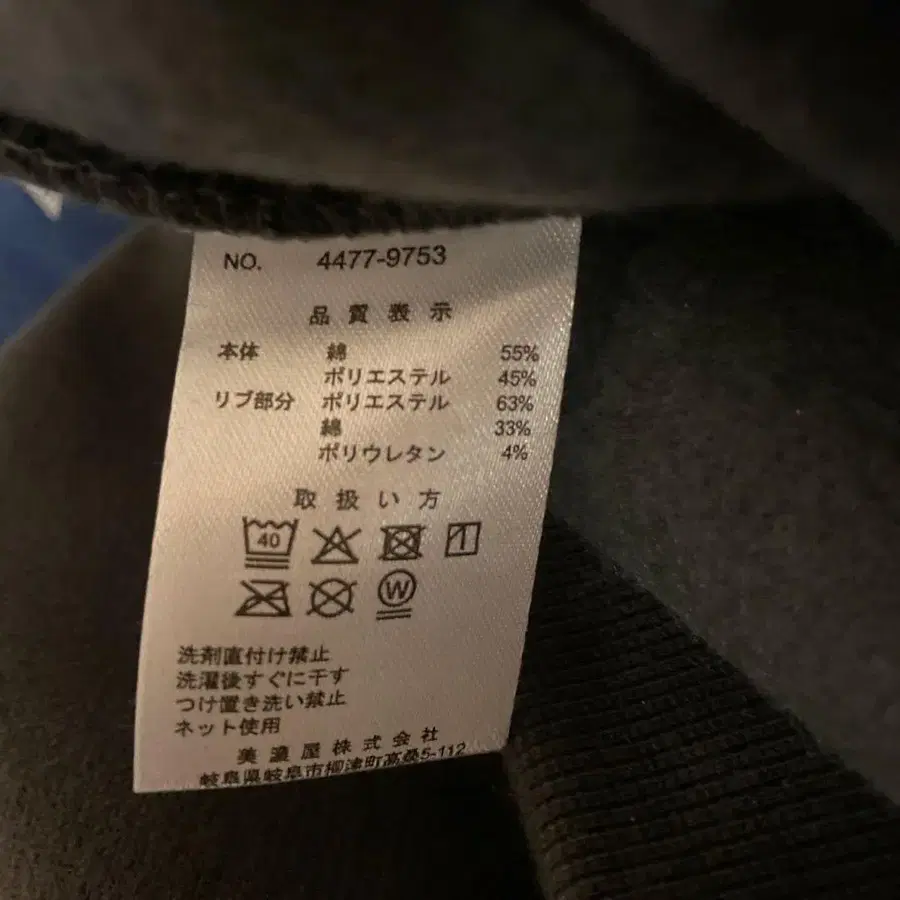 NO. 4477-9753
品質表示
本体 綿 55%
ポリエステル 45%
リブ部分 ポリエステル 63%
綿 33%
ポリウレタン 4%
取扱い方
40
W
洗剤直付け禁止
洗濯後すぐに干す
つけ置き洗い禁止
ネット使用
美濃屋株式会社
岐阜県岐阜市柳津町高桑5-112